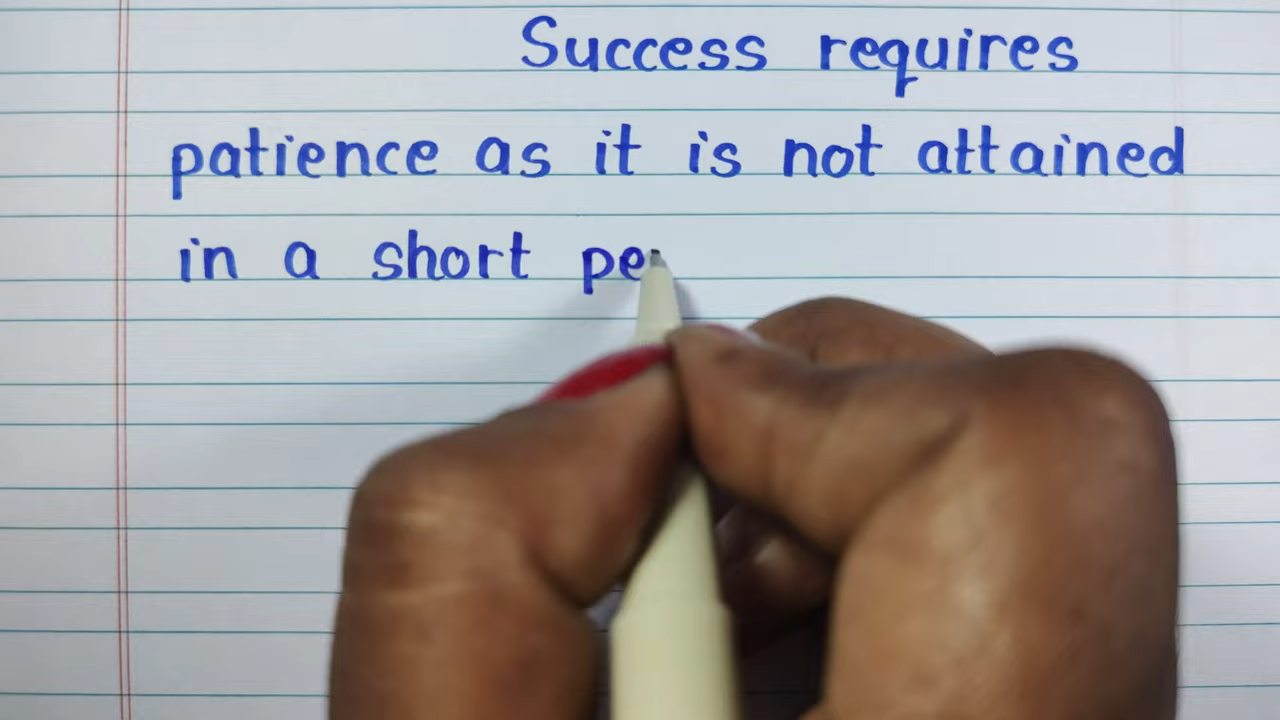 Success requires
patience as it is not attained
in a short pe